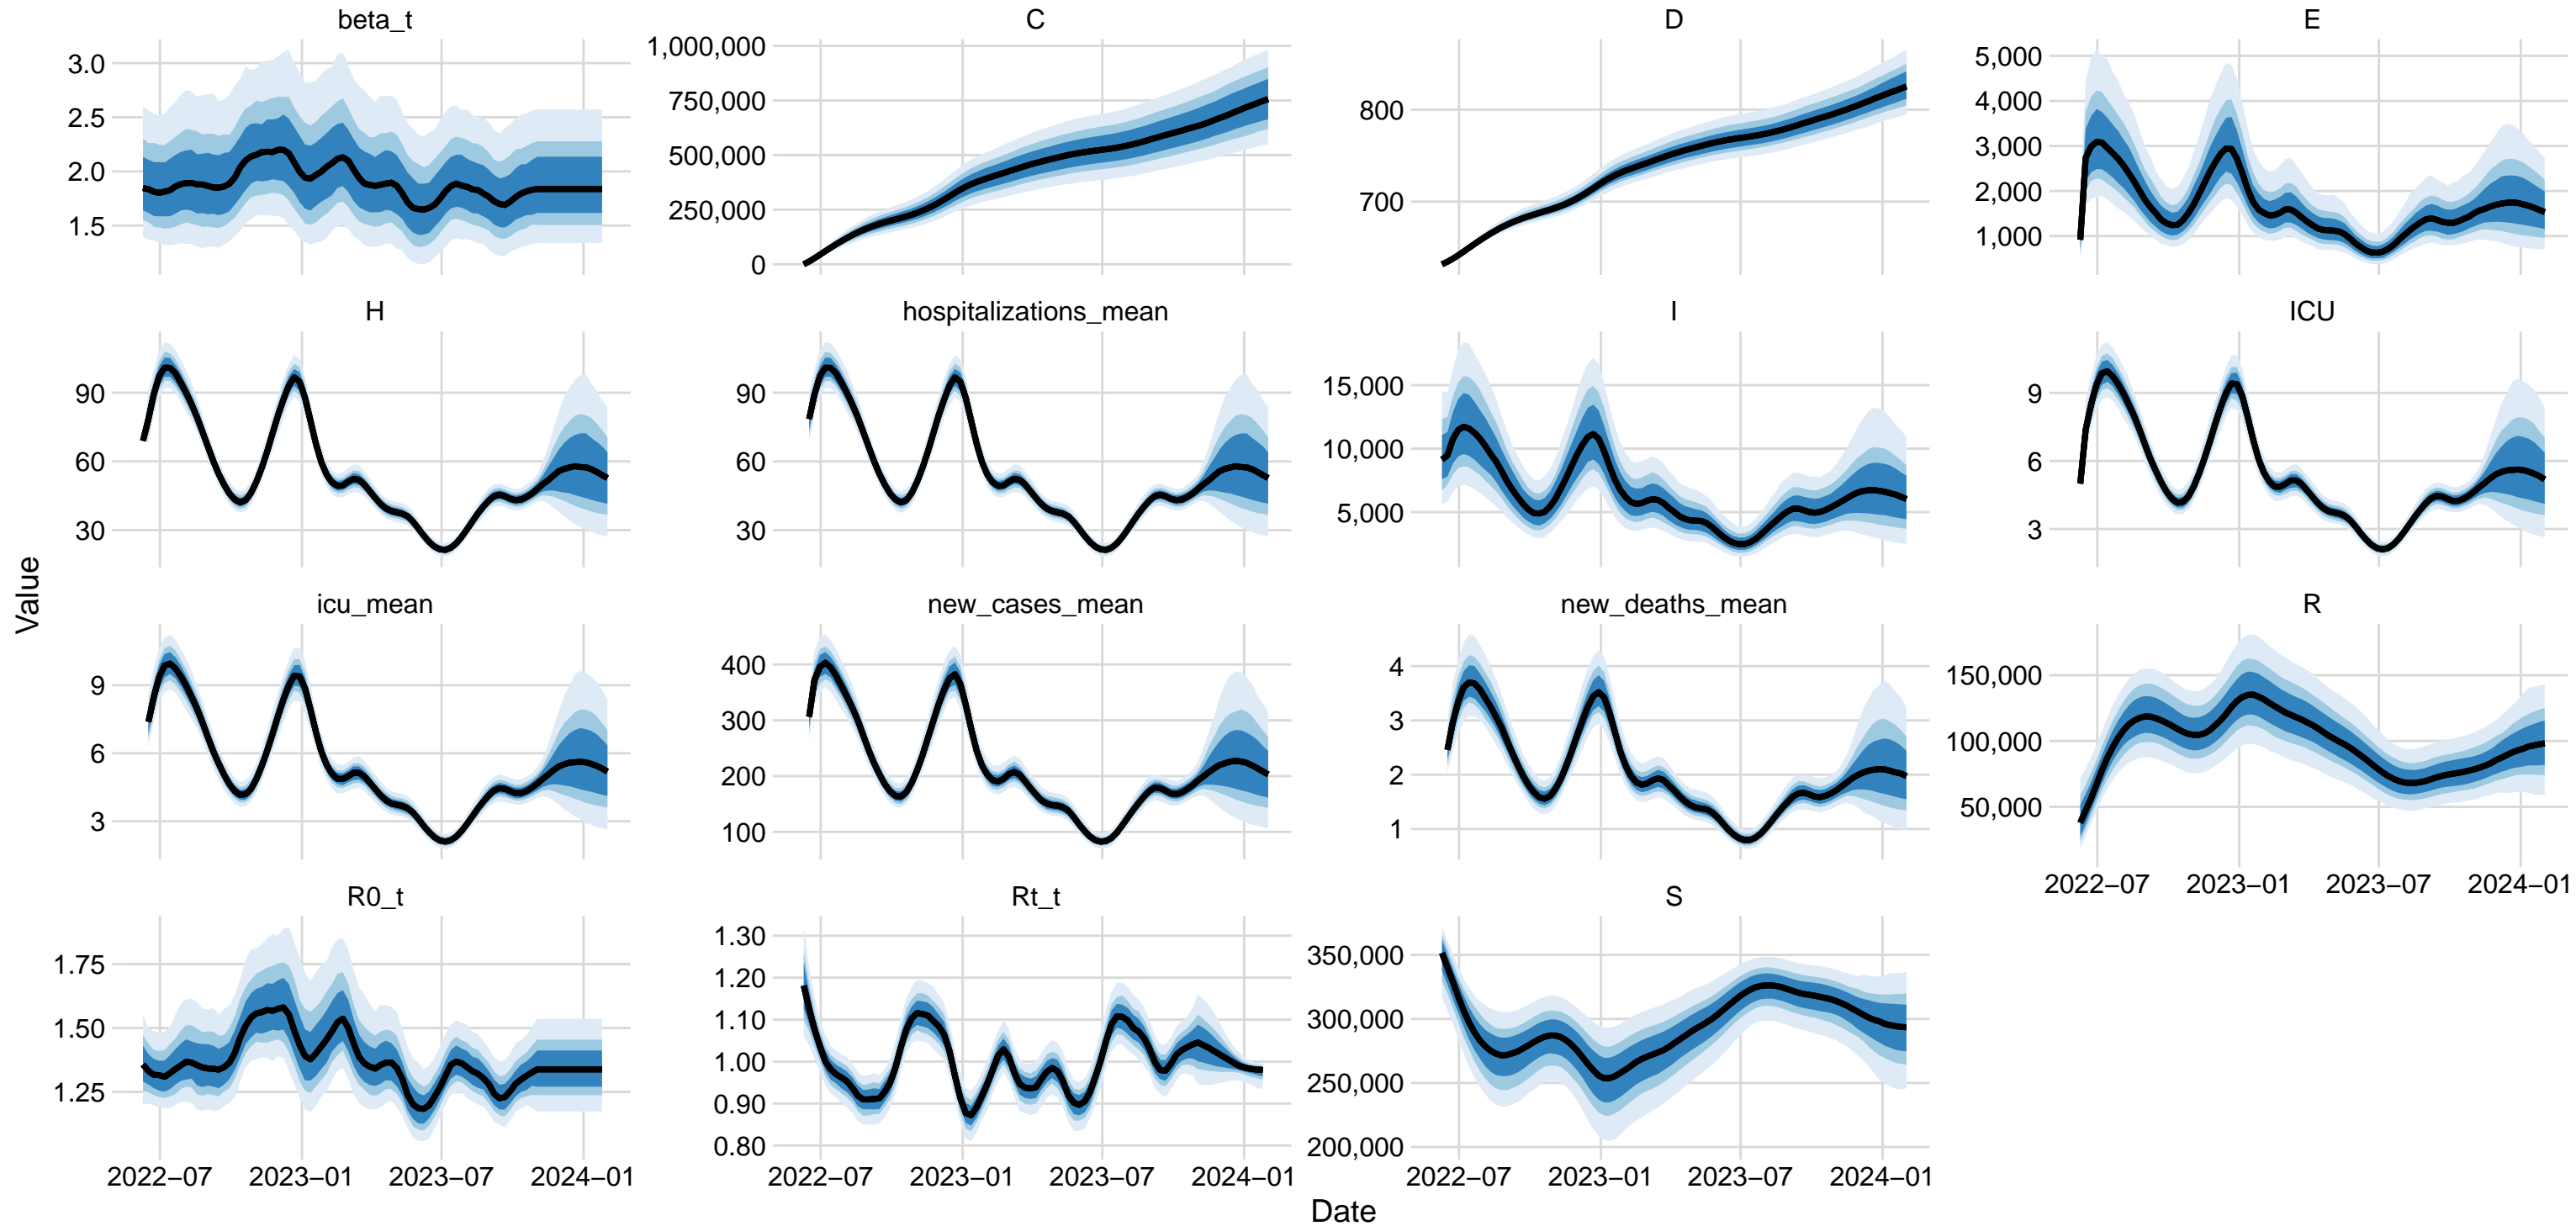 beta_t
C
D
E
3.0
2.5
2.0
1.5
1,000,000
750,000
500,000
250,000
0
800
700
5,000
4,000
3,000
2,000
1,000
H
hospitalizations_mean
I
ICU
90
60
30
90
60
30
15,000
10,000
5,000
9
6
3
Value
icu_mean
new_cases_mean
new_deaths_mean
R
9
6
3
400
300
200
100
4
3
2
1
150,000
100,000
50,000
2022−07 2023−01 2023−07 2024−01
R0_t
Rt_t
S
1.75
1.50
1.25
1.30
1.20
1.10
1.00
0.90
0.80
350,000
300,000
250,000
200,000
2022−07 2023−01 2023−07 2024−01
2022−07 2023−01 2023−07 2024−01
2022−07 2023−01 2023−07 2024−01
Date